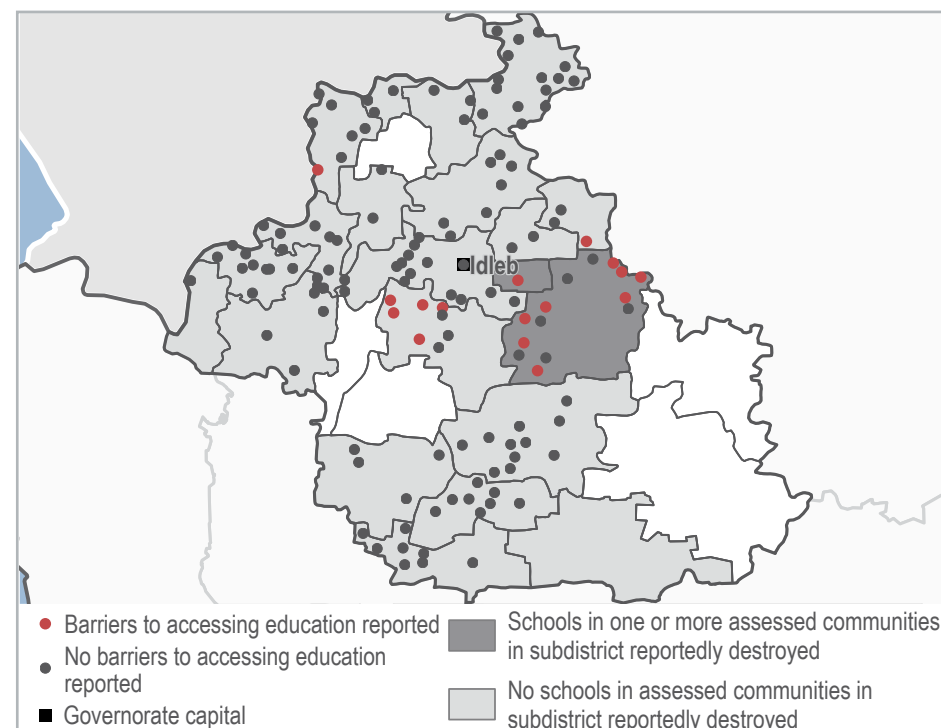 Idleb
Barriers to accessing education reported
No barriers to accessing education
reported
Governorate capital
Schools in one or more assessed communities
in subdistrict reportedly destroyed
No schools in assessed communities in
subdistrict reportedly destroyed